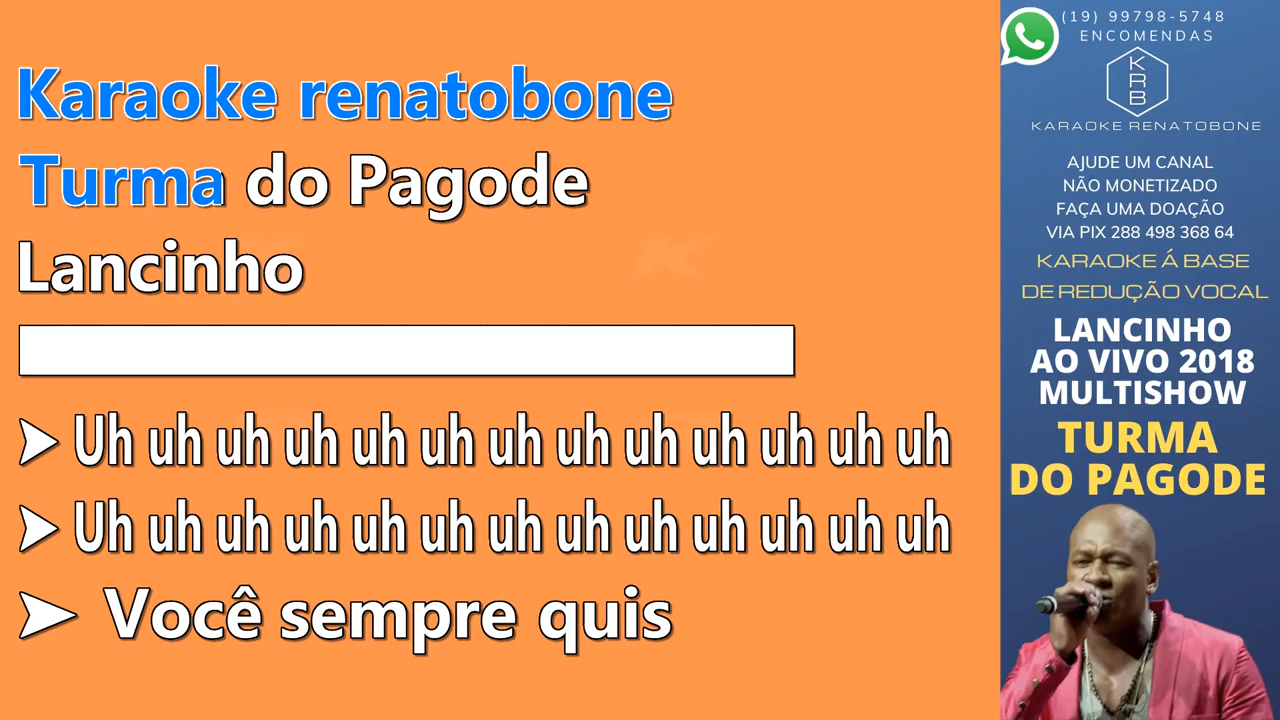 Karaoke renatobone
Turma do Pagode
Lancinho
➤ Uh uh uh uh uh uh uh uh uh uh uh uh uh
➤ Uh uh uh uh uh uh uh uh uh uh uh uh uh
➤ Você sempre quis
(19) 99798-5748
ENCOMENDAS
K
R
B
KARAOKE RENATOBONE
AJUDE UM CANAL
NÃO MONETIZADO
FAÇA UMA DOAÇÃO
VIA PIX 288 498 368 64
KARAOKE Á BASE
DE REDUÇÃO VOCAL
LANCINHO
AO VIVO 2018
MULTISHOW
TURMA
DO PAGODE